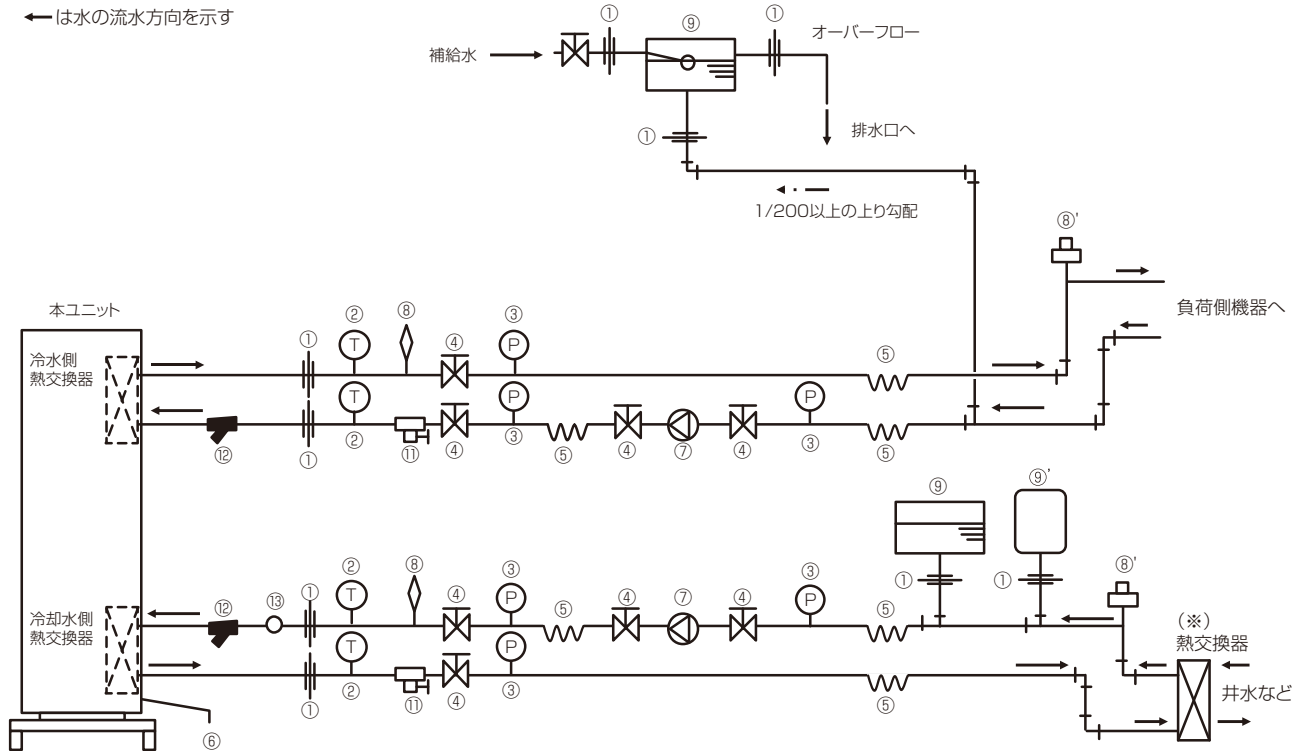 は水の流水方向を示す
① ⑨ ①
オーバーフロー
補給水
①
排水口へ
1/200以上の上り勾配
⑧'
本ユニット
負荷側機器へ
冷水側
熱交換器
① ② ⑧ ④ ③ ⑤
T P
T P P
⑫ ① ② ⑪ ④ ③ ⑤ ④ ⑦ ④ ③ ⑤
⑨ ⑨'
① ①
⑧'
冷却水側
熱交換器
⑫ ⑬ ① ② ⑧ ④ ③ ⑤ ④ ⑦ ④ ③ ⑤
T P P
T P
① ② ⑪ ④ ③ ⑤
(※)
熱交換器
井水など
⑥